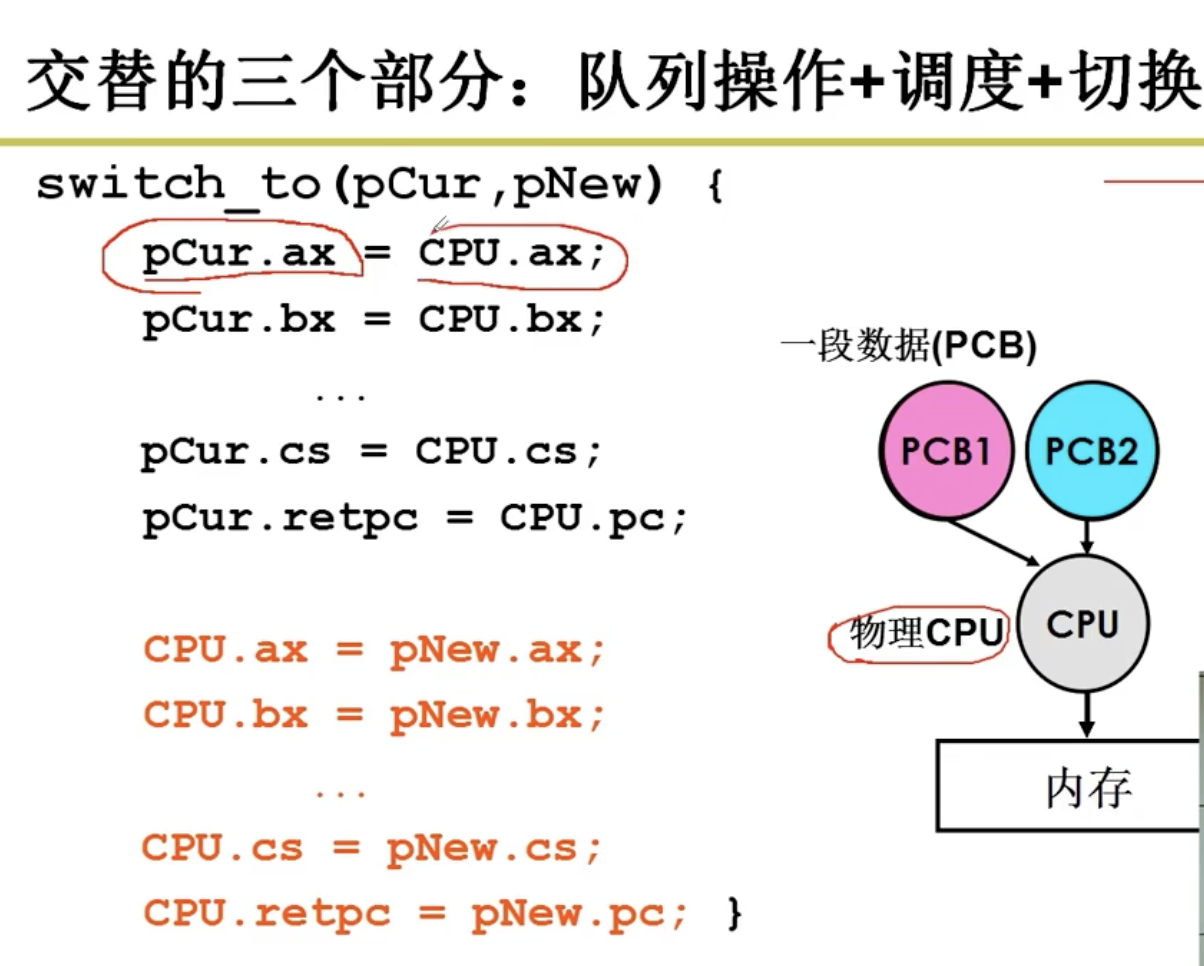 交替的三个部分：队列操作+调度+切换
switch_to(pCur,pNew) {
pCur.ax = CPU.ax;
pCur.bx = CPU.bx;
...
pCur.cs = CPU.cs;
pCur.retpc = CPU.pc;
CPU.ax = pNew.ax;
CPU.bx = pNew.bx;
...
CPU.cs = pNew.cs;
CPU.retpc = pNew.pc; }
一段数据(PCB)
PCB1
PCB2
物理CPU
CPU
内存